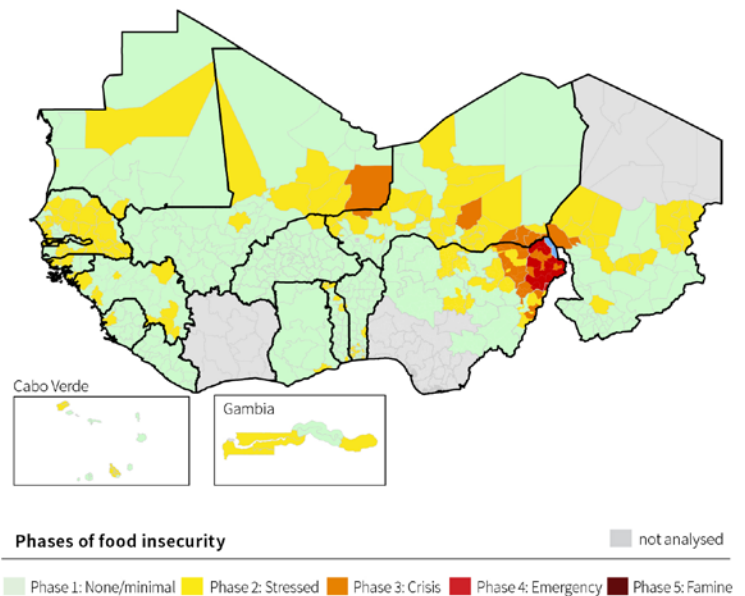 Cabo Verde
Gambia
Phases of food insecurity
not analysed
Phase 1: None/minimal
Phase 2: Stressed
Phase 3: Crisis
Phase 4: Emergency
Phase 5: Famine